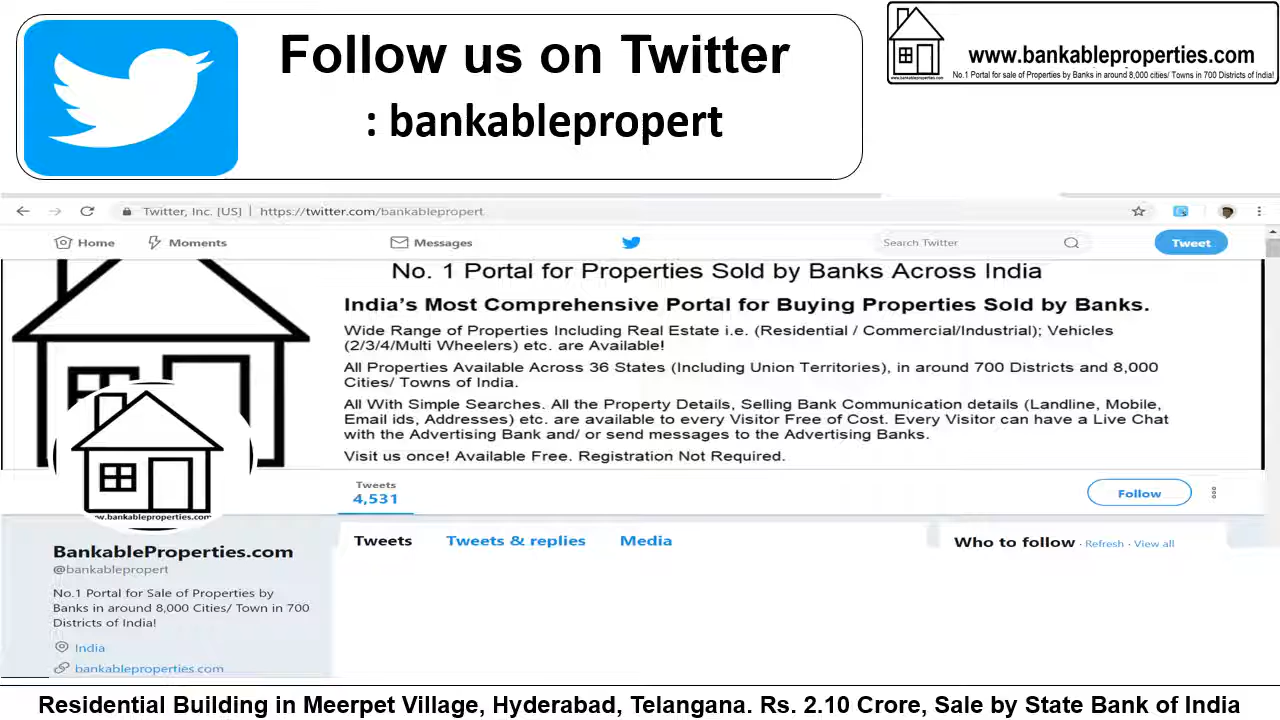 Follow us on Twitter
: bankablepropert
www.bankableproperties.com
No.1 Portal for sale of Properties by Banks in around 8,000 cities/ Towns in 700 Districts of India!
www.bankableproperties.com
Twitter, Inc. [US] | https://twitter.com/bankablepropert
Home Moments Messages Search Twitter Tweet
No. 1 Portal for Properties Sold by Banks Across India
India's Most Comprehensive Portal for Buying Properties Sold by Banks.
Wide Range of Properties Including Real Estate i.e. (Residential / Commercial/Industrial); Vehicles
(2/3/4/Multi Wheelers) etc. are Available!
All Properties Available Across 36 States (Including Union Territories), in around 700 Districts and 8,000
Cities/ Towns of India.
All With Simple Searches. All the Property Details, Selling Bank Communication details (Landline, Mobile,
Email ids, Addresses) etc. are available to every Visitor Free of Cost. Every Visitor can have a Live Chat
with the Advertising Bank and/ or send messages to the Advertising Banks.
Visit us once! Available Free. Registration Not Required.
Tweets
4,531
Follow
www.bankableproperties.com
Tweets Tweets & replies Media
Who to follow · Refresh · View all
BankableProperties.com
@bankablepropert
No.1 Portal for Sale of Properties by
Banks in around 8,000 Cities/ Town in 700
Districts of India!
India
bankableproperties.com
Residential Building in Meerpet Village, Hyderabad, Telangana. Rs. 2.10 Crore, Sale by State Bank of India